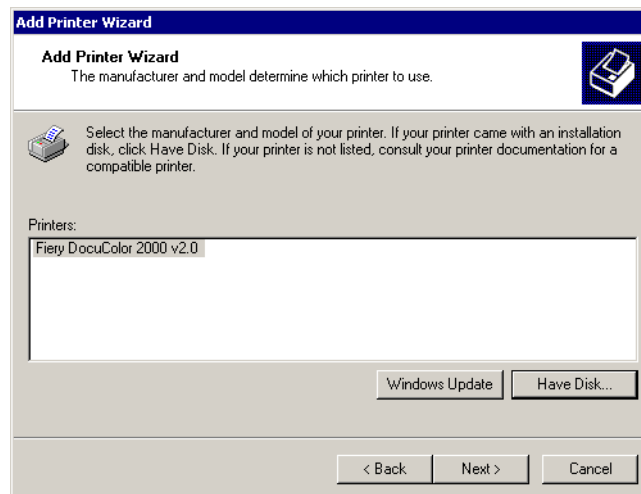 Add Printer Wizard
Add Printer Wizard
The manufacturer and model determine which printer to use.
Select the manufacturer and model of your printer. If your printer came with an installation
disk, click Have Disk. If your printer is not listed, consult your printer documentation for a
compatible printer.
Printers:
Fiery DocuColor 2000 v2.0
Windows Update
Have Disk...
< Back
Next >
Cancel